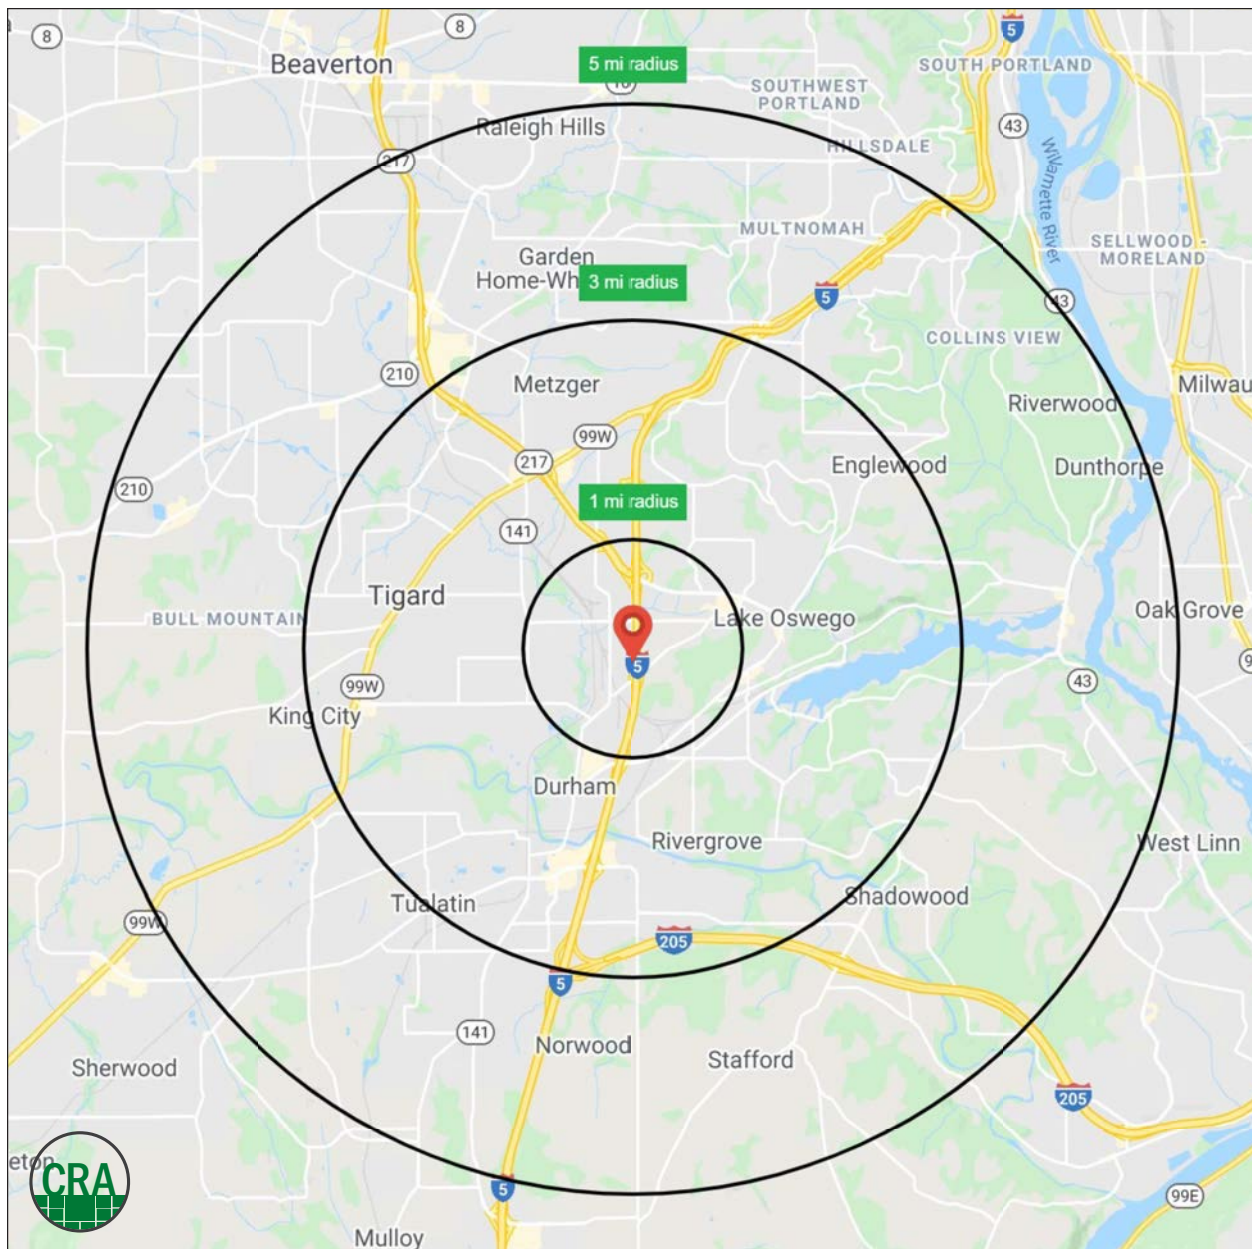 8
8
5
Beaverton
5 mi radius
SOUTH PORTLAND
SOUTHWEST
PORTLAND
Raleigh Hills
43
HILLSDALE
217
Willamette River
MULTNOMAH
SELLWOOD -
MORELAND
Garden
Home-Wh
3 mi radius
5
43
COLLINS VIEW
210
Metzger
Milwau
Riverwood
99W
217
Englewood
Dunthorpe
210
1 mi radius
141
Tigard
BULL MOUNTAIN
Lake Oswego
Oak Grove
5
9
99W
43
King City
Durham
Rivergrove
West Linn
Tualatin
Shadowood
99W
205
5
141
Norwood
Stafford
Sherwood
205
eton
CRA
5
99E
Mulloy